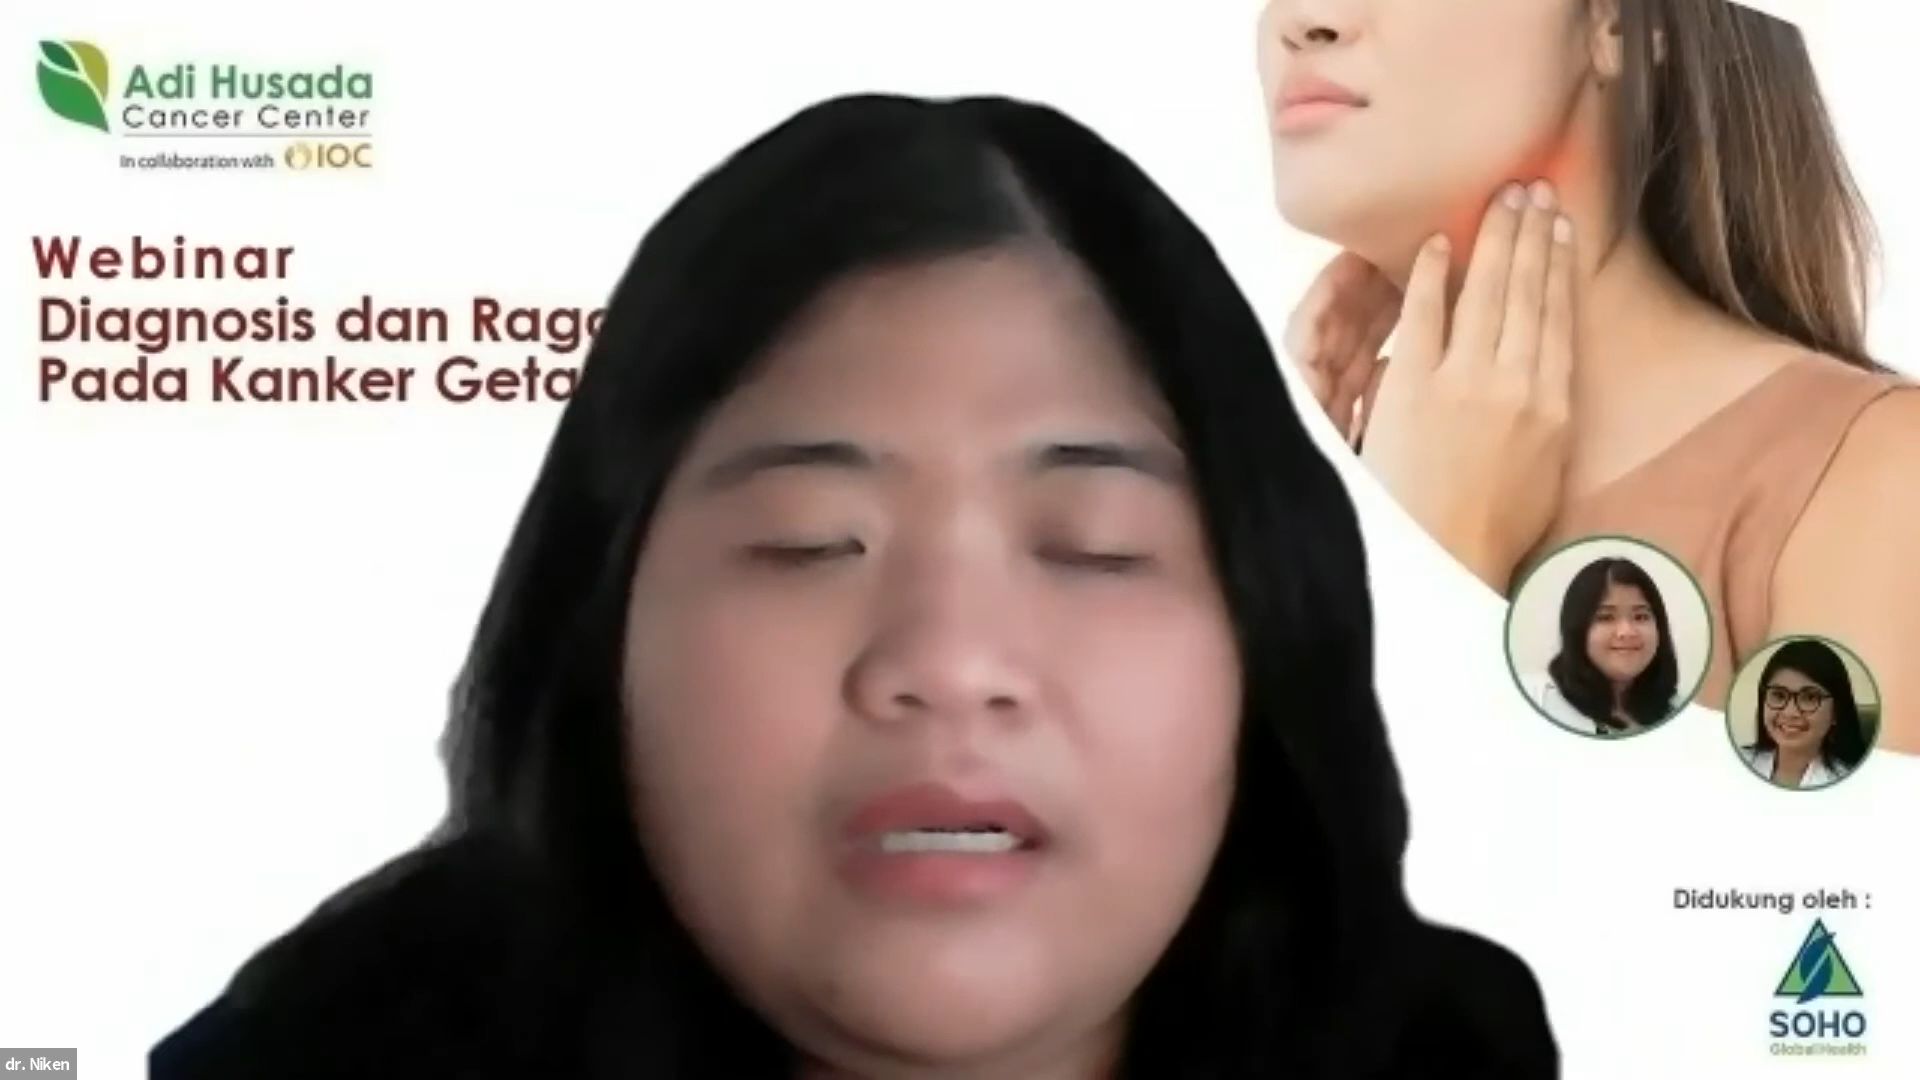 Adi Husada
Cancer Center
In collaboration with IOC
Webinar
Diagnosis dan Raga
Pada Kanker Geta
Didukung oleh :
SOHO
Global Health
dr. Niken